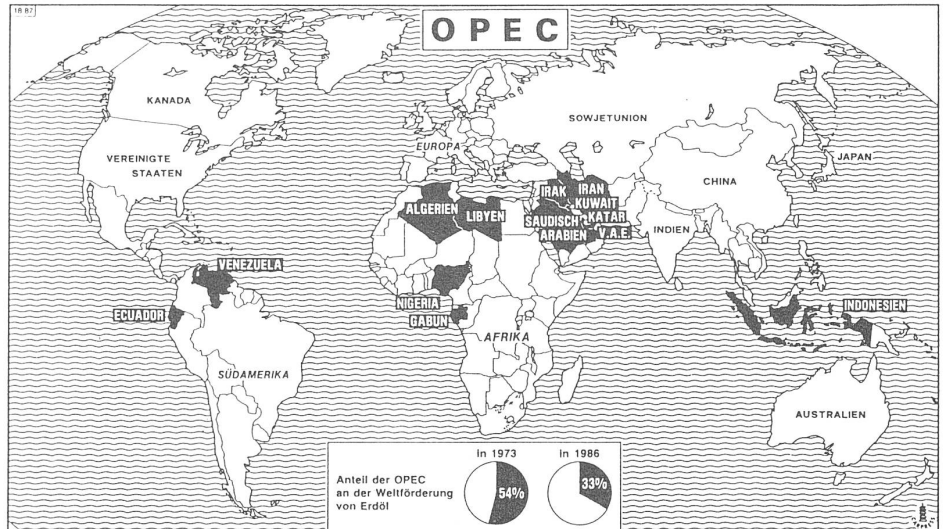 18 87
OPEC
KANADA
VEREINIGTE
STAATEN
EUROPA
SOWJETUNION
JAPAN
CHINA
INDIEN
ALGERIEN
LIBYEN
IRAK
IRAN
KUWAIT
KATAR
SAUDISCH
ARABIEN
V.A.E.
VENEZUELA
ECUADOR
NIGERIA
GABUN
AFRIKA
SÜDAMERIKA
INDONESIEN
AUSTRALIEN
Anteil der OPEC
an der Weltförderung
von Erdöl
In 1973
54%
In 1986
33%